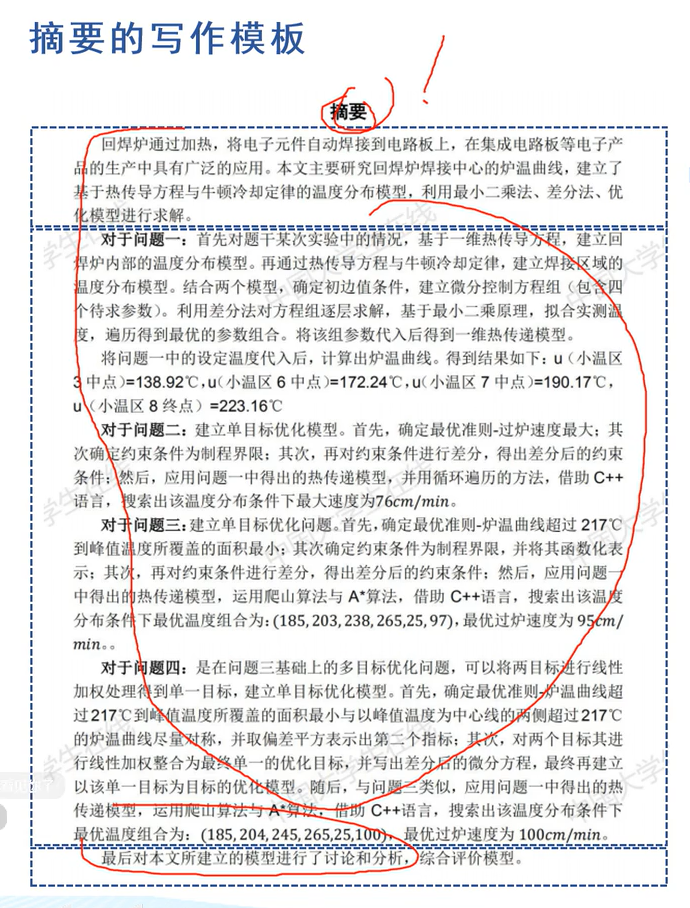 摘要的写作模板
摘要
回焊炉通过加热，将电子元件自动焊接到电路板上，在集成电路板等电子产
品的生产中具有广泛的应用。本文主要研究回焊炉焊接中心的炉温曲线，建立了
基于热传导方程与牛顿冷却定律的温度分布模型，利用最小二乘法、差分法、优
化模型进行求解。
对于问题一：首先对题干某次实验中的情况，基于一维热传导方程，建立回
焊炉内部的温度分布模型。再通过热传导方程与牛顿冷却定律，建立焊接区域的
温度分布模型。结合两个模型，确定初边值条件，建立微分控制方程组（包含四
个待求参数）。利用差分法对方程组逐层求解，基于最小二乘原理，拟合实测温
度，遍历得到最优的参数组合。将该组参数代入后得到一维热传递模型。
将问题一中的设定温度代入后，计算出炉温曲线。得到结果如下：u（小温区
3 中点)=138.92℃,u(小温区 6 中点)=172.24℃,u(小温区 7 中点)=190.17℃，
u（小温区 8 终点）=223.16℃
对于问题二：建立单目标优化模型。首先，确定最优准则-过炉速度最大；其
次确定约束条件为制程界限；其次，再对约束条件进行差分，得出差分后的约束
条件；然后，应用问题一中得出的热传递模型，并用循环遍历的方法，借助 C++
语言，搜索出该温度分布条件下最大速度为76cm/min。
对于问题三：建立单目标优化问题。首先，确定最优准则-炉温曲线超过 217℃
到峰值温度所覆盖的面积最小；其次确定约束条件为制程界限，并将其函数化表
示；其次，再对约束条件进行差分，得出差分后的约束条件；然后，应用问题一
中得出的热传递模型，运用爬山算法与 A*算法，借助 C++语言，搜索出该温度
分布条件下最优温度组合为：(185, 203, 238, 265,25, 97)，最优过炉速度为 95cm/
min。。
对于问题四：是在问题三基础上的多目标优化问题，可以将两目标进行线性
加权处理得到单一目标，建立单目标优化模型。首先，确定最优准则-炉温曲线超
过217℃到峰值温度所覆盖的面积最小与以峰值温度为中心线的两侧超过217℃
的炉温曲线尽量对称，并取偏差平方表示出第二个指标；其次，对两个目标其进
行线性加权整合为最终单一的优化目标，并写出差分后的微分方程，最终再建立
以该单一目标为目标的优化模型。随后，与问题三类似，应用问题一中得出的热
传递模型，运用爬山算法与 A*算法，借助 C++语言，搜索出该温度分布条件下
最优温度组合为：(185, 204, 245, 265,25,100)，最优过炉速度为 100cm/min。
最后对本文所建立的模型进行了讨论和分析，综合评价模型。